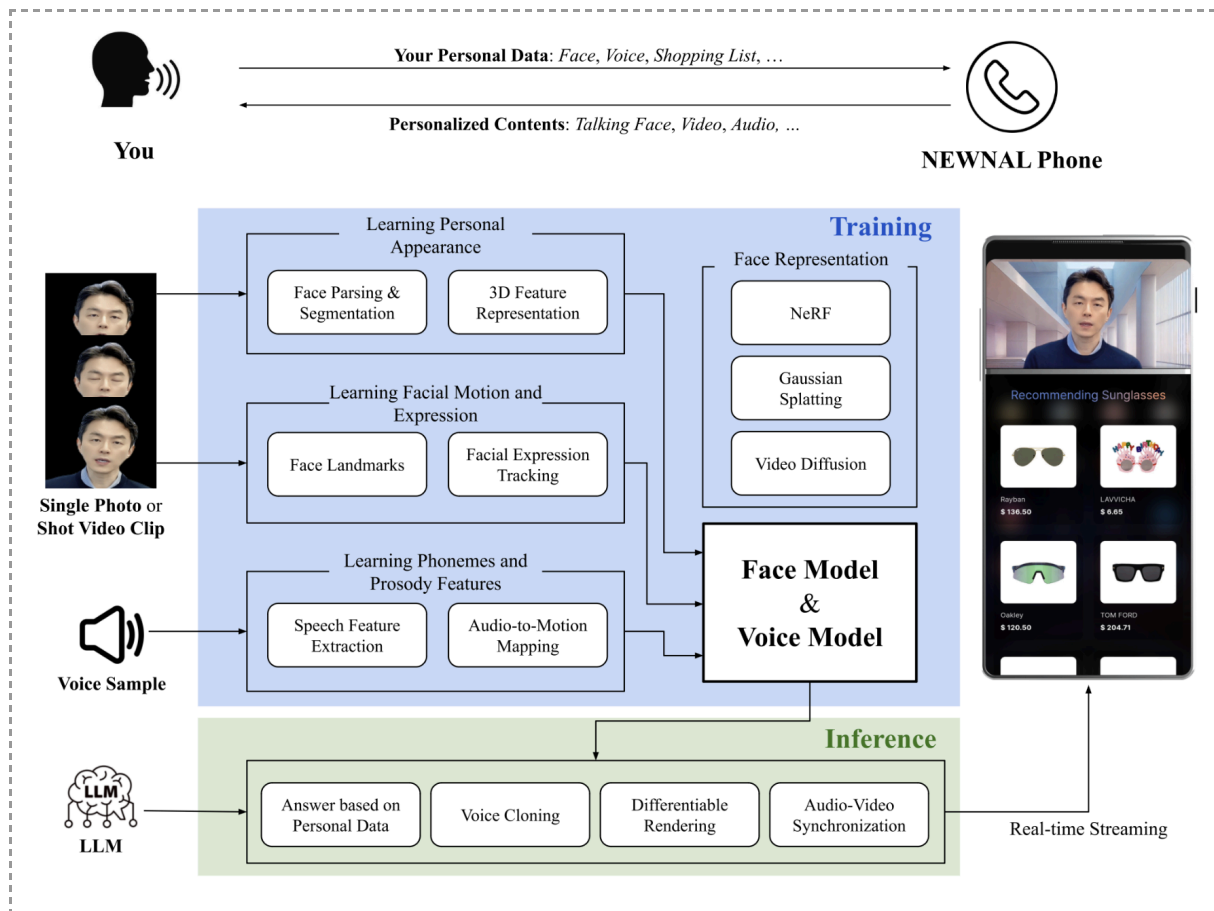 Your Personal Data: Face, Voice, Shopping List, …
Personalized Contents: Talking Face, Video, Audio, …
You
NEWNAL Phone
Training
Learning Personal
Appearance
Face Parsing &
Segmentation
3D Feature
Representation
Learning Facial Motion and
Expression
Face Landmarks
Facial Expression
Tracking
Learning Phonemes and
Prosody Features
Speech Feature
Extraction
Audio-to-Motion
Mapping
Face Representation
NeRF
Gaussian
Splatting
Video Diffusion
Face Model
&
Voice Model
Single Photo or
Shot Video Clip
Voice Sample
Recommending Sunglasses
HAPPY BIRTHDAY
Rayban
$ 136.50
LAVVICHA
$ 6.65
Oakley
$ 120.50
TOM FORD
$ 204.71
Inference
LLM
LLM
Answer based on
Personal Data
Voice Cloning
Differentiable
Rendering
Audio-Video
Synchronization
Real-time Streaming